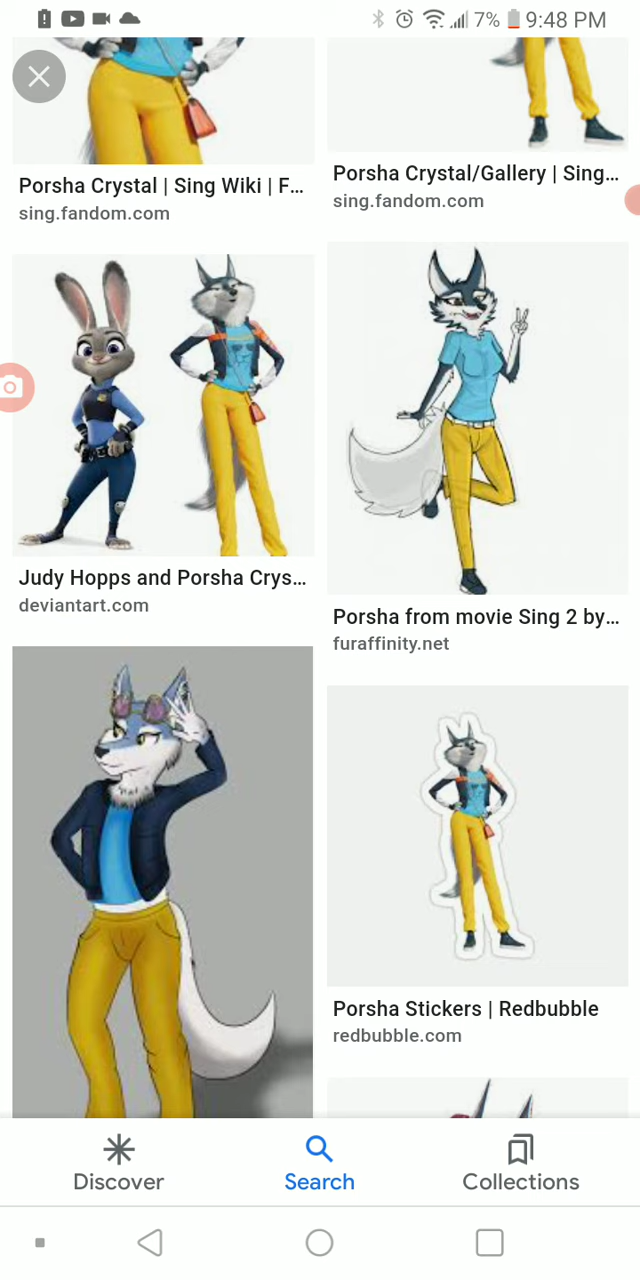 7% 9:48 PM
Porsha Crystal | Sing Wiki | F...
sing.fandom.com
Porsha Crystal/Gallery | Sing...
sing.fandom.com
Judy Hopps and Porsha Crys...
deviantart.com
Porsha from movie Sing 2 by...
furaffinity.net
Porsha Stickers | Redbubble
redbubble.com
Discover
Search
Collections